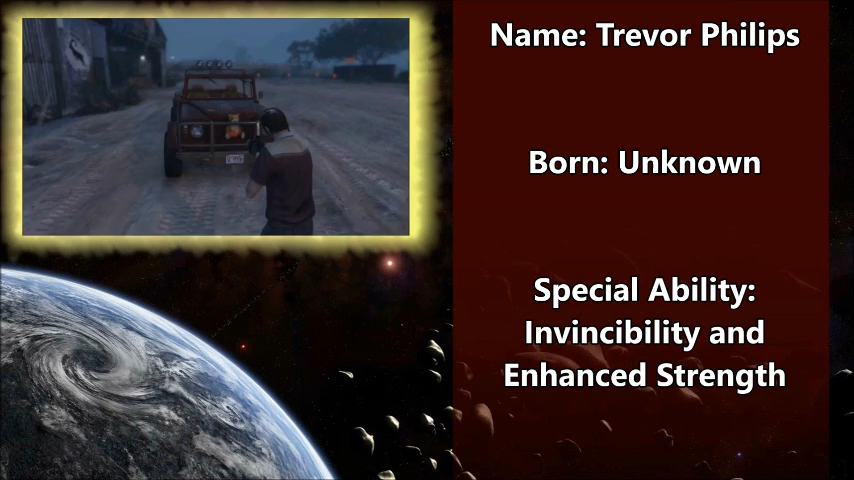 Name: Trevor Philips
Born: Unknown
Special Ability:
Invincibility and
Enhanced Strength